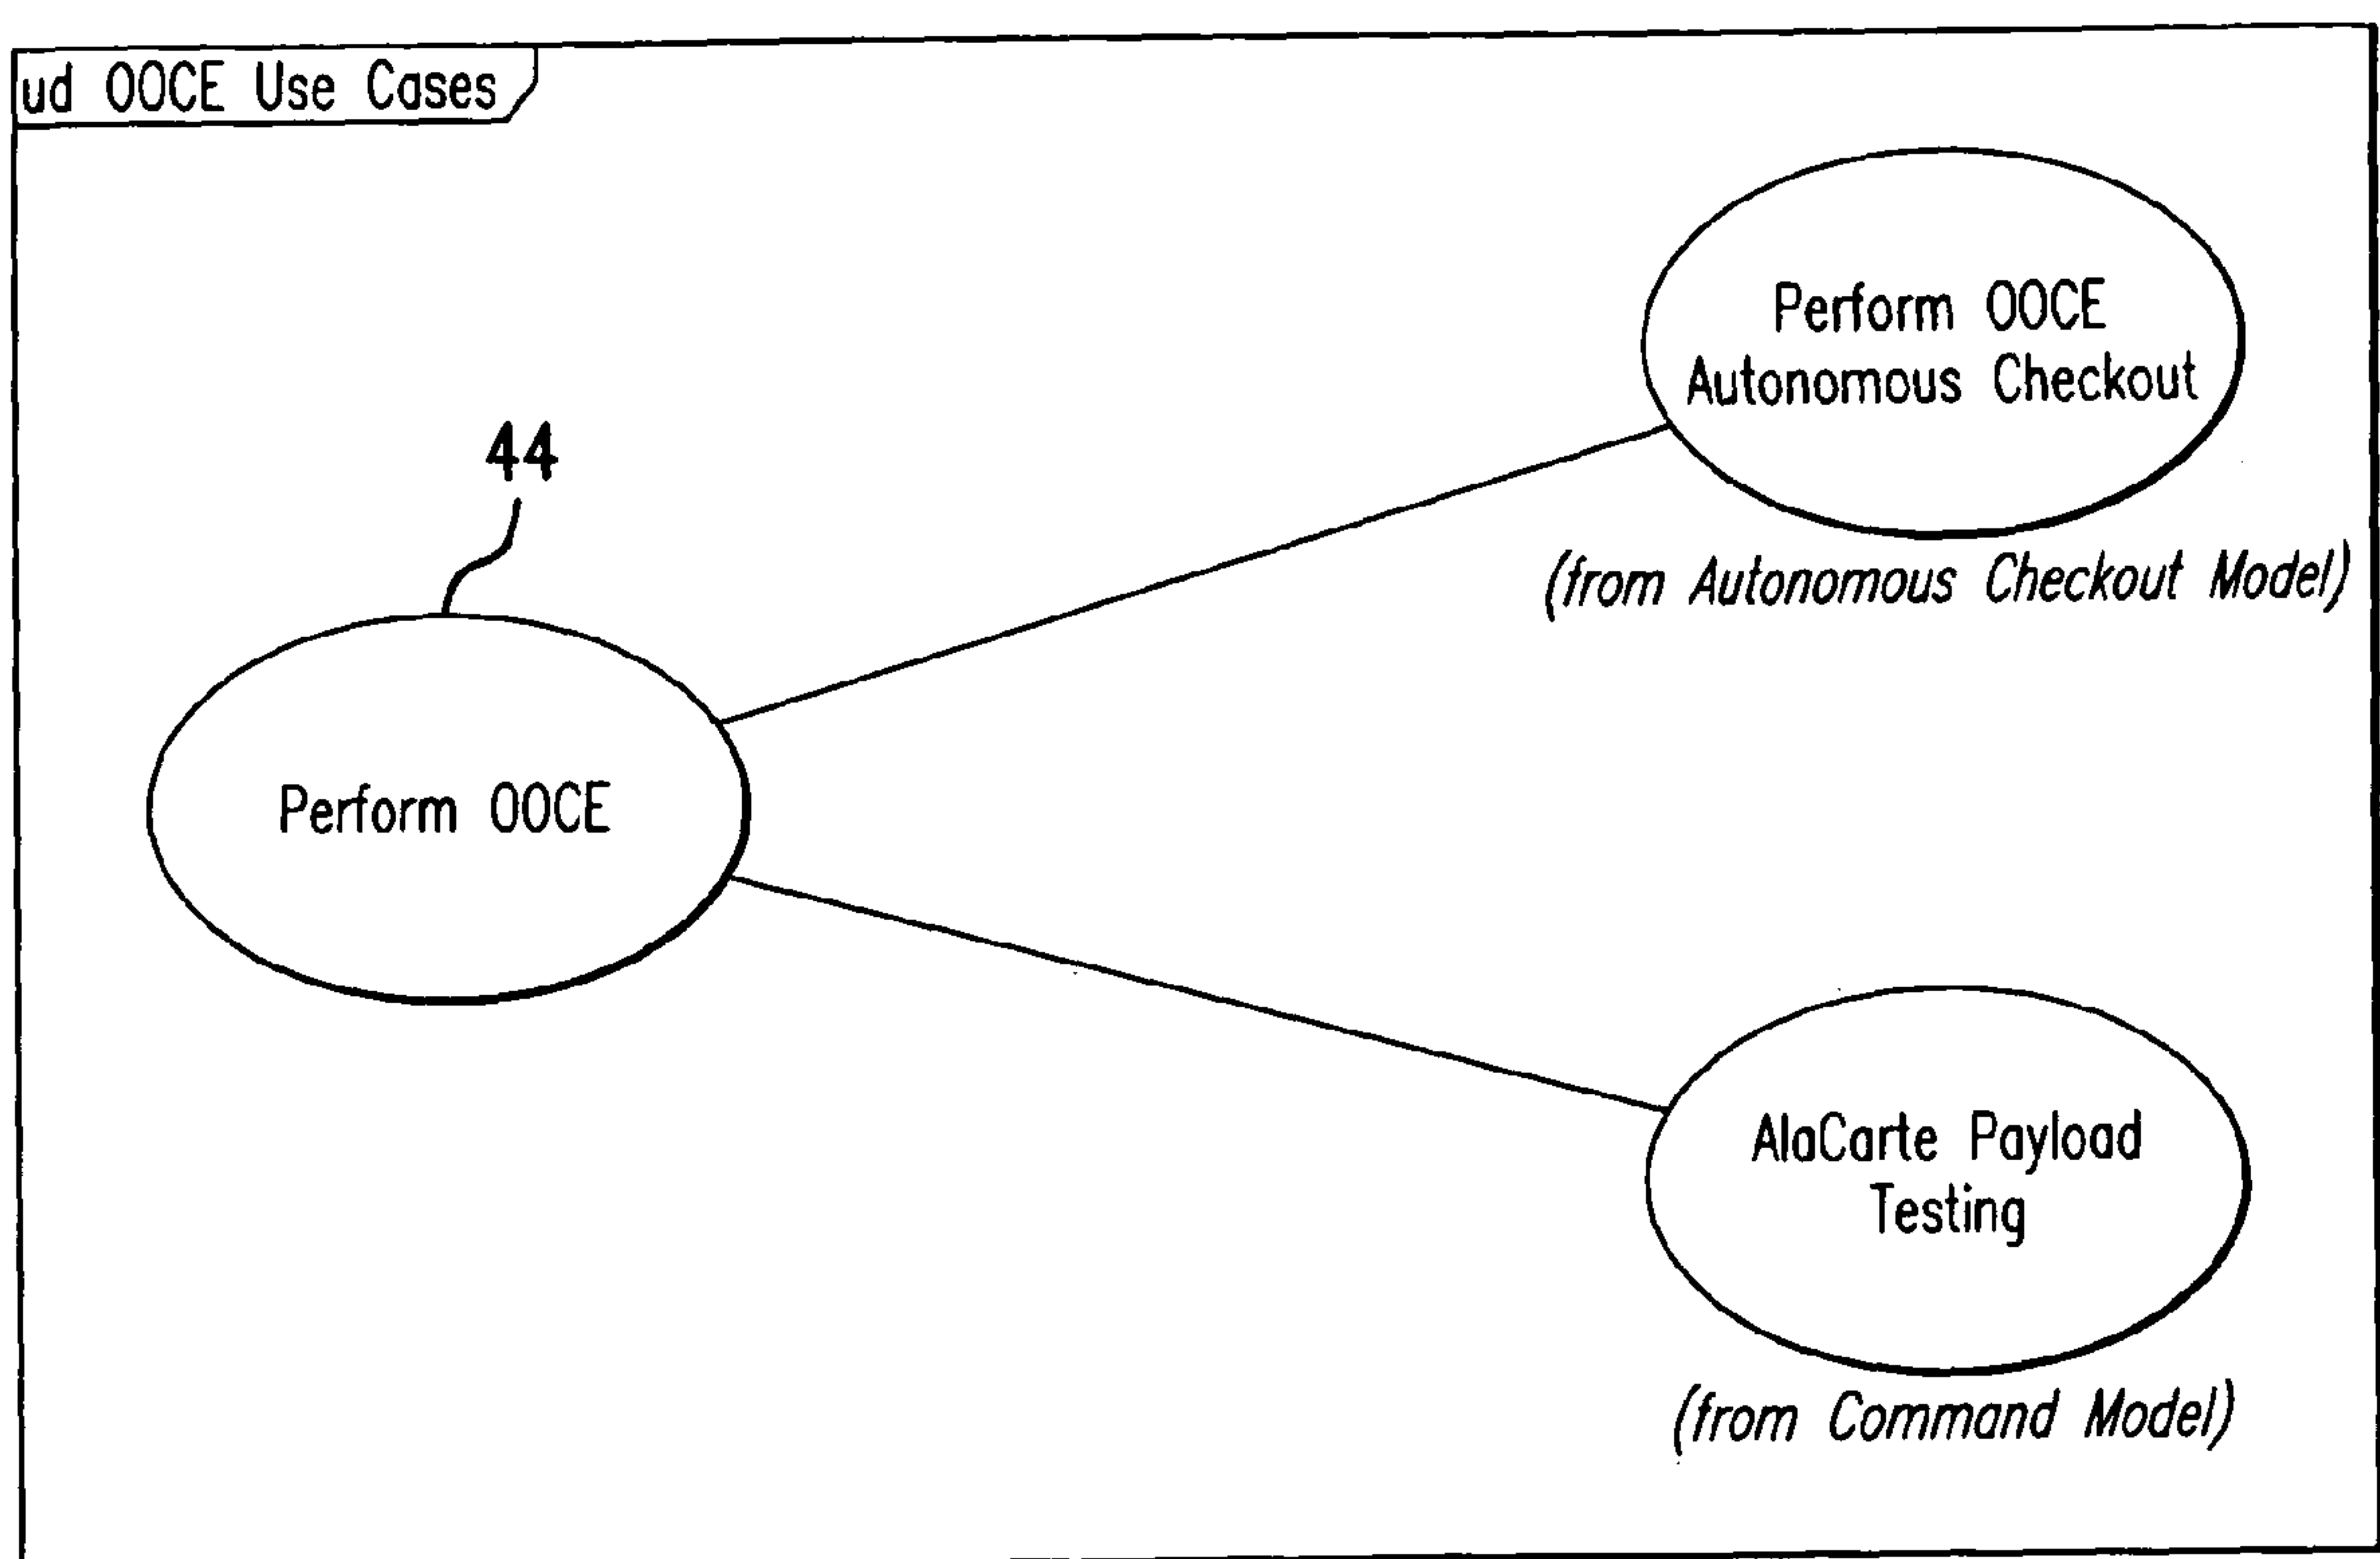 ud OOCE Use Cases
Perform OOCE
Autonomous Checkout
(from Autonomous Checkout Model)
44
Perform OOCE
AlaCarte Payload
Testing
(from Command Model)